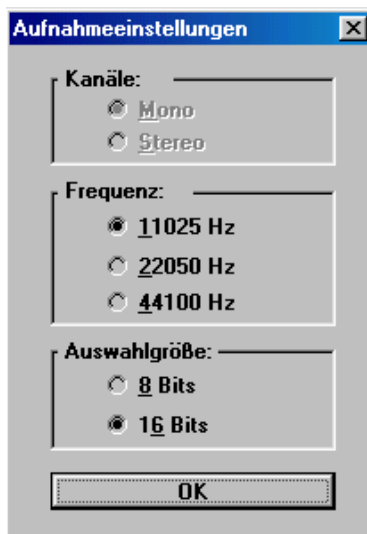 Aufnahmeeinstellungen
Kanäle:
Mono
Stereo
Frequenz:
11025 Hz
22050 Hz
44100 Hz
Auswahlgröße:
8 Bits
16 Bits
OK